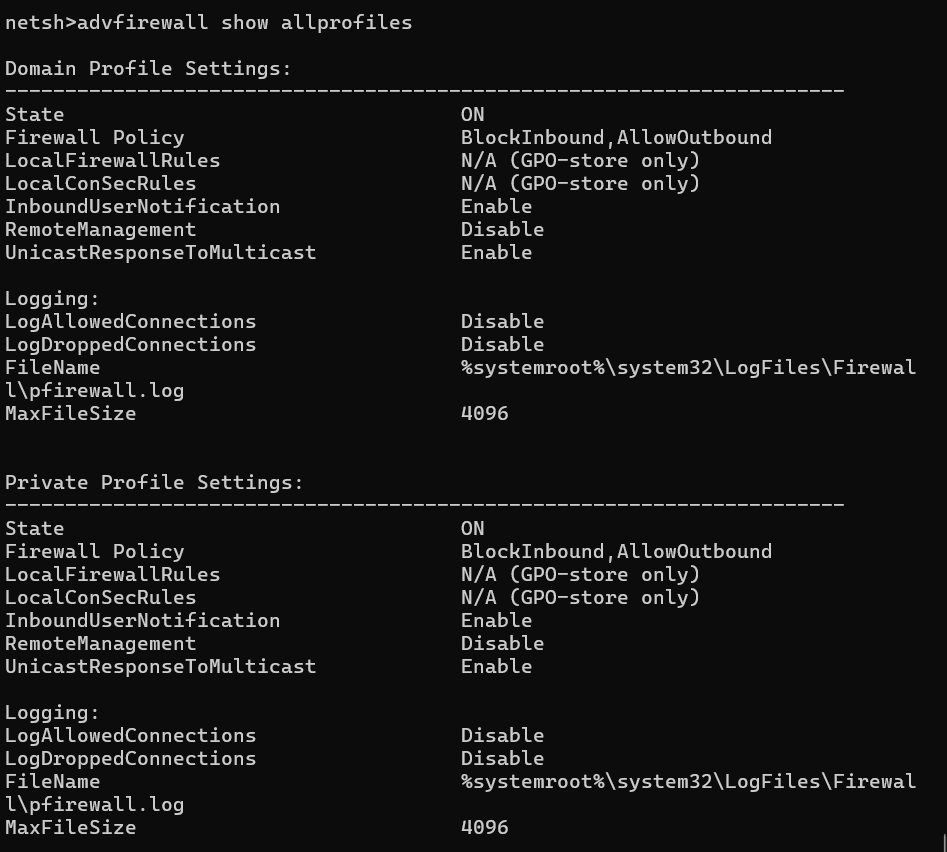 netsh>advfirewall show allprofiles
Domain Profile Settings:
----------------------------------------------------------------------
State                                 ON
Firewall Policy                       BlockInbound,AllowOutbound
LocalFirewallRules                    N/A (GPO-store only)
LocalConSecRules                      N/A (GPO-store only)
InboundUserNotification               Enable
RemoteManagement                      Disable
UnicastResponseToMulticast            Enable
Logging:
LogAllowedConnections                 Disable
LogDroppedConnections                 Disable
FileName                              %systemroot%\system32\LogFiles\Firewal
l\pfirewall.log
MaxFileSize                           4096
Private Profile Settings:
----------------------------------------------------------------------
State                                 ON
Firewall Policy                       BlockInbound,AllowOutbound
LocalFirewallRules                    N/A (GPO-store only)
LocalConSecRules                      N/A (GPO-store only)
InboundUserNotification               Enable
RemoteManagement                      Disable
UnicastResponseToMulticast            Enable
Logging:
LogAllowedConnections                 Disable
LogDroppedConnections                 Disable
FileName                              %systemroot%\system32\LogFiles\Firewal
l\pfirewall.log
MaxFileSize                           4096